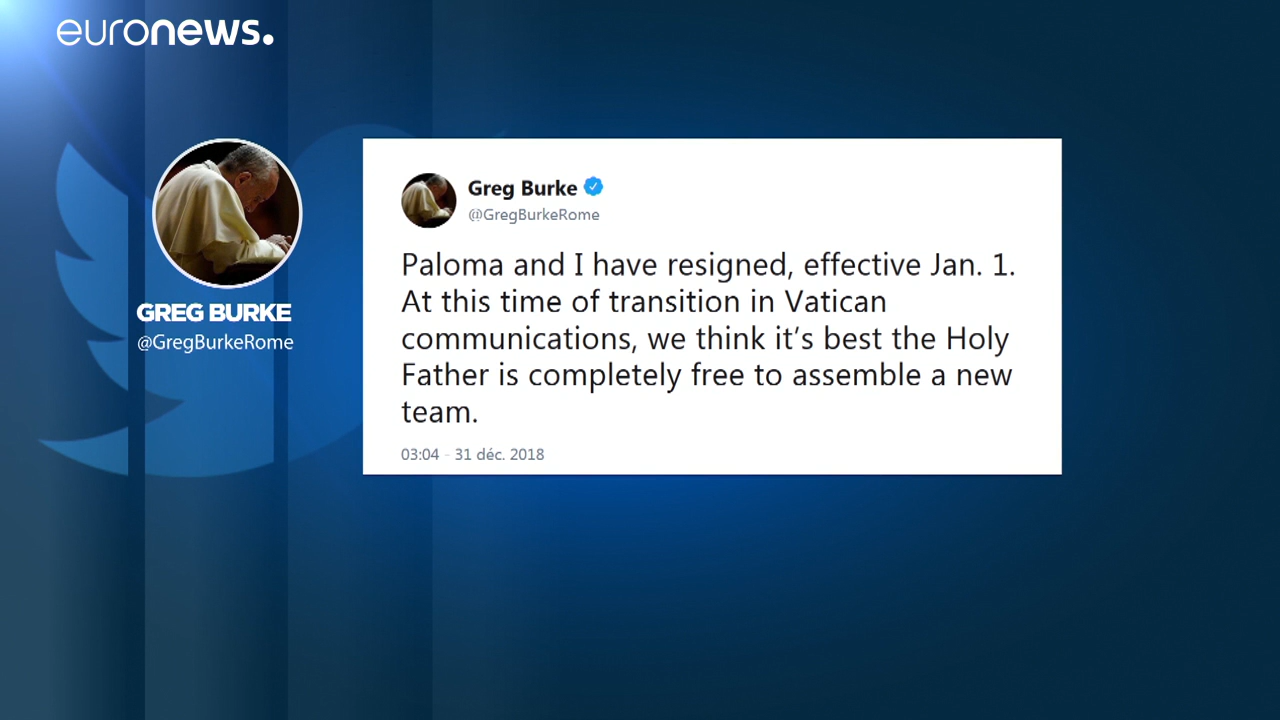 euronews.
GREG BURKE
@GregBurkeRome
Greg Burke
@GregBurkeRome
Paloma and I have resigned, effective Jan. 1.
At this time of transition in Vatican
communications, we think it’s best the Holy
Father is completely free to assemble a new
team.
03:04 - 31 déc. 2018